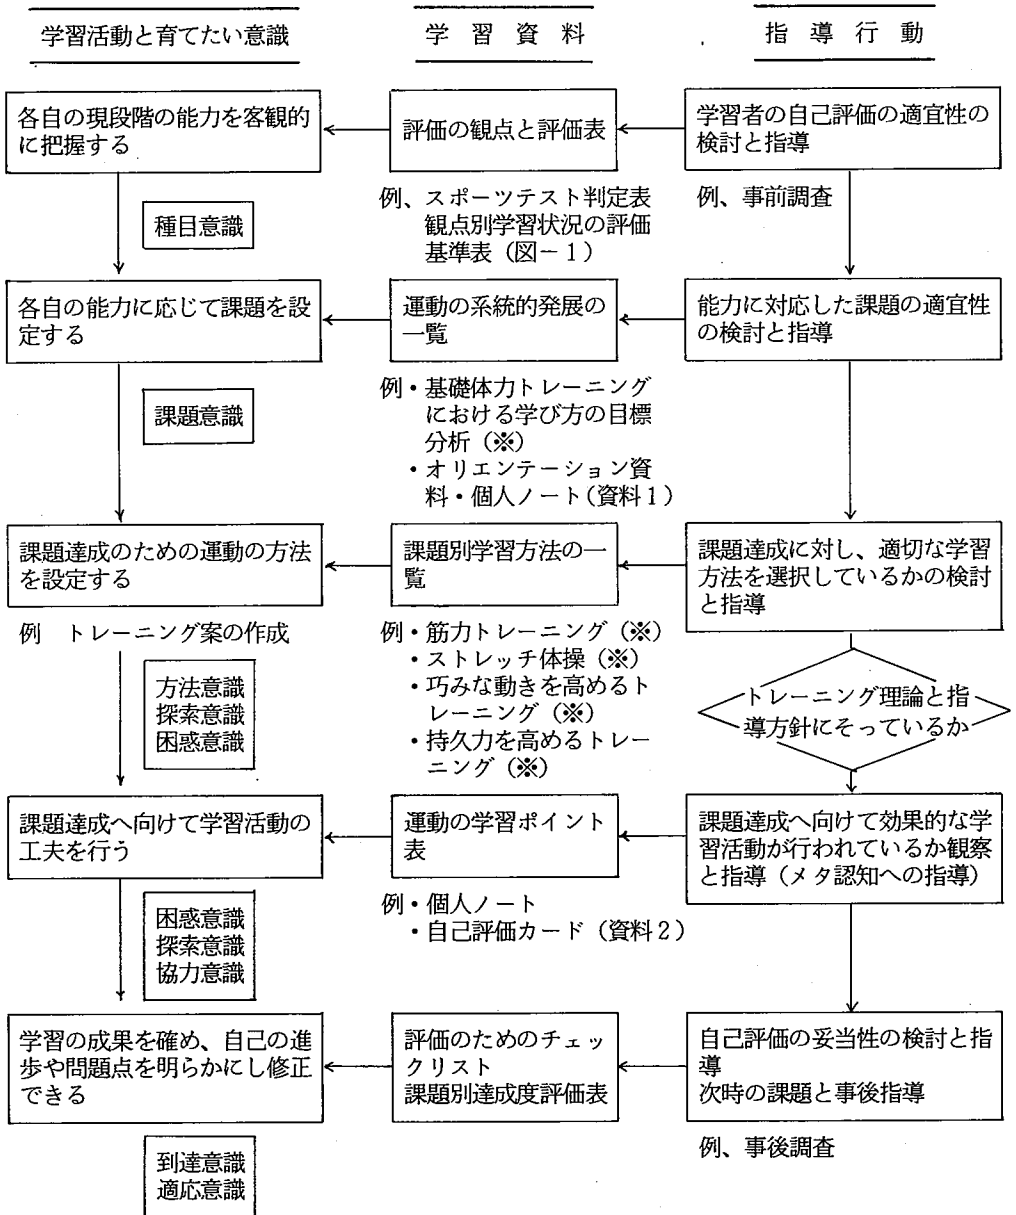 学習活動と育てたい意識
学習資料
指導行動
各自の現段階の能力を客観的
に把握する
評価の観点と評価表
学習者の自己評価の適宜性の
検討と指導
例、スポーツテスト判定表
観点別学習状況の評価
基準表（図－1）
例、事前調査
種目意識
各自の能力に応じて課題を設
定する
運動の系統的発展の
一覧
能力に対応した課題の適宜性
の検討と指導
例・基礎体力トレーニング
における学び方の目標
分析（※）
・オリエンテーション資
料・個人ノート（資料1）
課題意識
課題達成のための運動の方法
を設定する
課題別学習方法の一
覧
課題達成に対し、適切な学習
方法を選択しているかの検討
と指導
例　トレーニング案の作成
例・筋力トレーニング（※）
・ストレッチ体操（※）
・巧みな動きを高めるト
レーニング（※）
・持久力を高めるトレー
ニング（※）
方法意識
探索意識
困惑意識
トレーニング理論と指
導方針にそっているか
課題達成へ向けて学習活動の
工夫を行う
運動の学習ポイント
表
課題達成へ向けて効果的な学
習活動が行われているか観察
と指導（メタ認知への指導）
例・個人ノート
・自己評価カード（資料2）
困惑意識
探索意識
協力意識
学習の成果を確め、自己の進
歩や問題点を明らかにし修正
できる
評価のためのチェッ
クリスト
課題別達成度評価表
自己評価の妥当性の検討と指
導
次時の課題と事後指導
例、事後調査
到達意識
適応意識